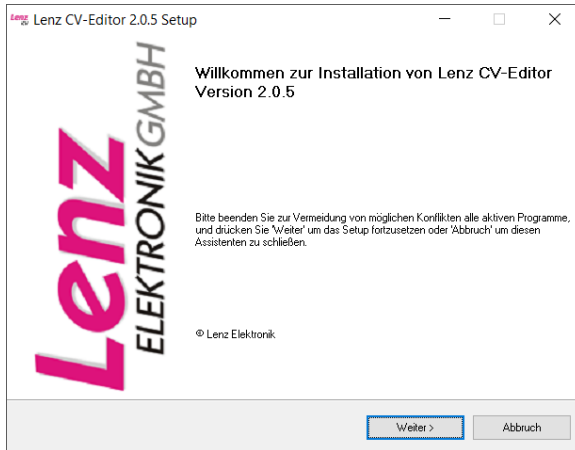 Lenz CV-Editor 2.0.5 Setup
Lenz
ELEKTRONIK GMBH
Willkommen zur Installation von Lenz CV-Editor
Version 2.0.5
Bitte beenden Sie zur Vermeidung von möglichen Konflikten alle aktiven Programme,
und drücken Sie 'Weiter' um das Setup fortzusetzen oder 'Abbruch' um diesen
Assistenten zu schließen.
© Lenz Elektronik
Weiter >
Abbruch